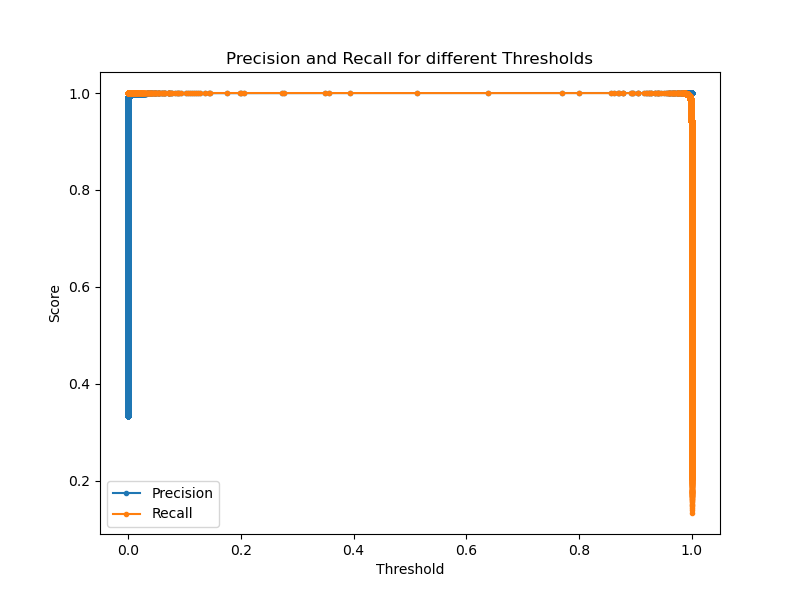 Precision and Recall for different Thresholds
1.0
0.8
0.6
0.4
0.2
Score
Precision
Recall
0.0 0.2 0.4 0.6 0.8 1.0
Threshold